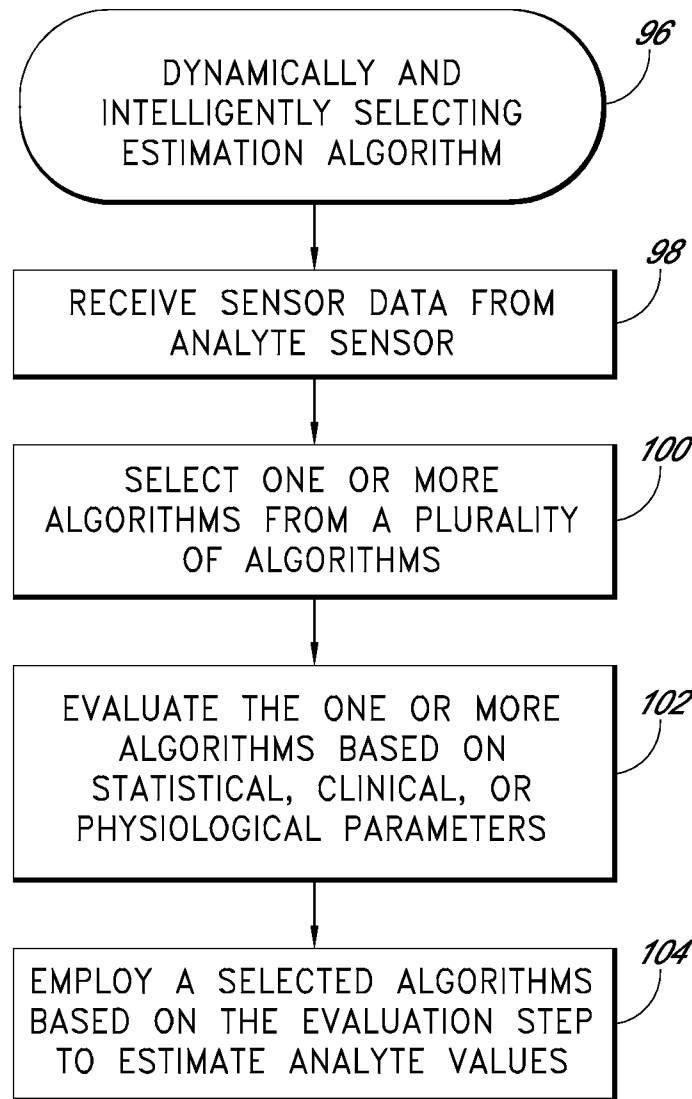 96
DYNAMICALLY AND
INTELLIGENTLY SELECTING
ESTIMATION ALGORITHM
98
RECEIVE SENSOR DATA FROM
ANALYTE SENSOR
100
SELECT ONE OR MORE
ALGORITHMS FROM A PLURALITY
OF ALGORITHMS
102
EVALUATE THE ONE OR MORE
ALGORITHMS BASED ON
STATISTICAL, CLINICAL, OR
PHYSIOLOGICAL PARAMETERS
104
EMPLOY A SELECTED ALGORITHMS
BASED ON THE EVALUATION STEP
TO ESTIMATE ANALYTE VALUES